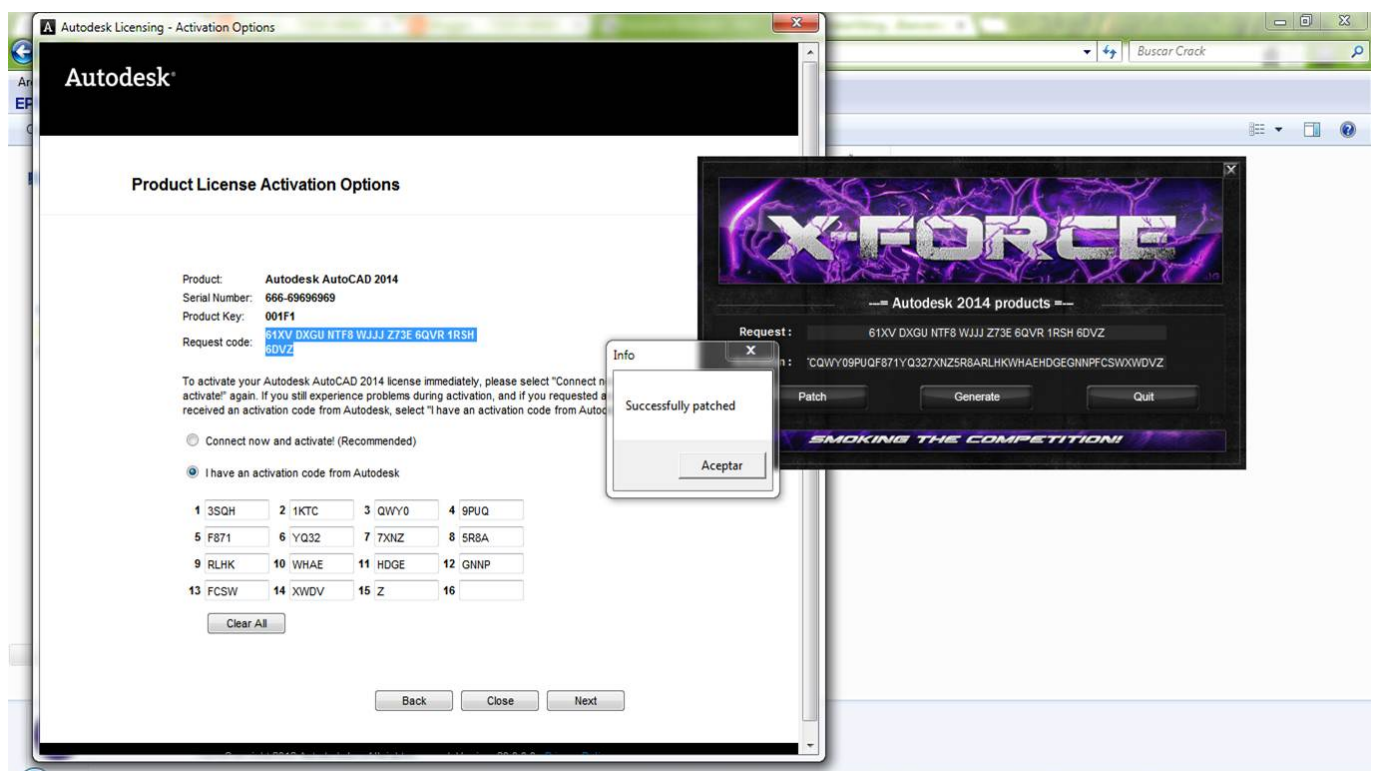 Autodesk Licensing - Activation Options
Buscar Crack
Autodesk
Product License Activation Options
Product: Autodesk AutoCAD 2014
Serial Number: 666-69696969
Product Key: 001F1
Request code: 61XV DXGU NTF8 WJJJ Z73E 6QVR 1RSH
6DVZ
To activate your Autodesk AutoCAD 2014 license immediately, please select "Connect
activate!" again. If you still experience problems during activation, and if you requested
received an activation code from Autodesk, select "I have an activation code from
Connect now and activate! (Recommended)
I have an activation code from Autodesk
1 3SQH 2 1KTC 3 QWY0 4 9PUQ
5 F871 6 YQ32 7 7XNZ 8 5R8A
9 RLHK 10 WHAE 11 HDGE 12 GNNP
13 FCSW 14 XWDV 15 Z 16
Clear All
Back Close Next
X-FORCE
---= Autodesk 2014 products =---
Request : 61XV DXGU NTF8 WJJJ Z73E 6QVR 1RSH 6DVZ
CQWY09PUQF871YQ327XNZ5R8ARLHKWHAEHDGEGNNPFCSWXWDVZ
Patch Generate Quit
SMOKING THE COMPETITION!
Info
Successfully patched
Aceptar